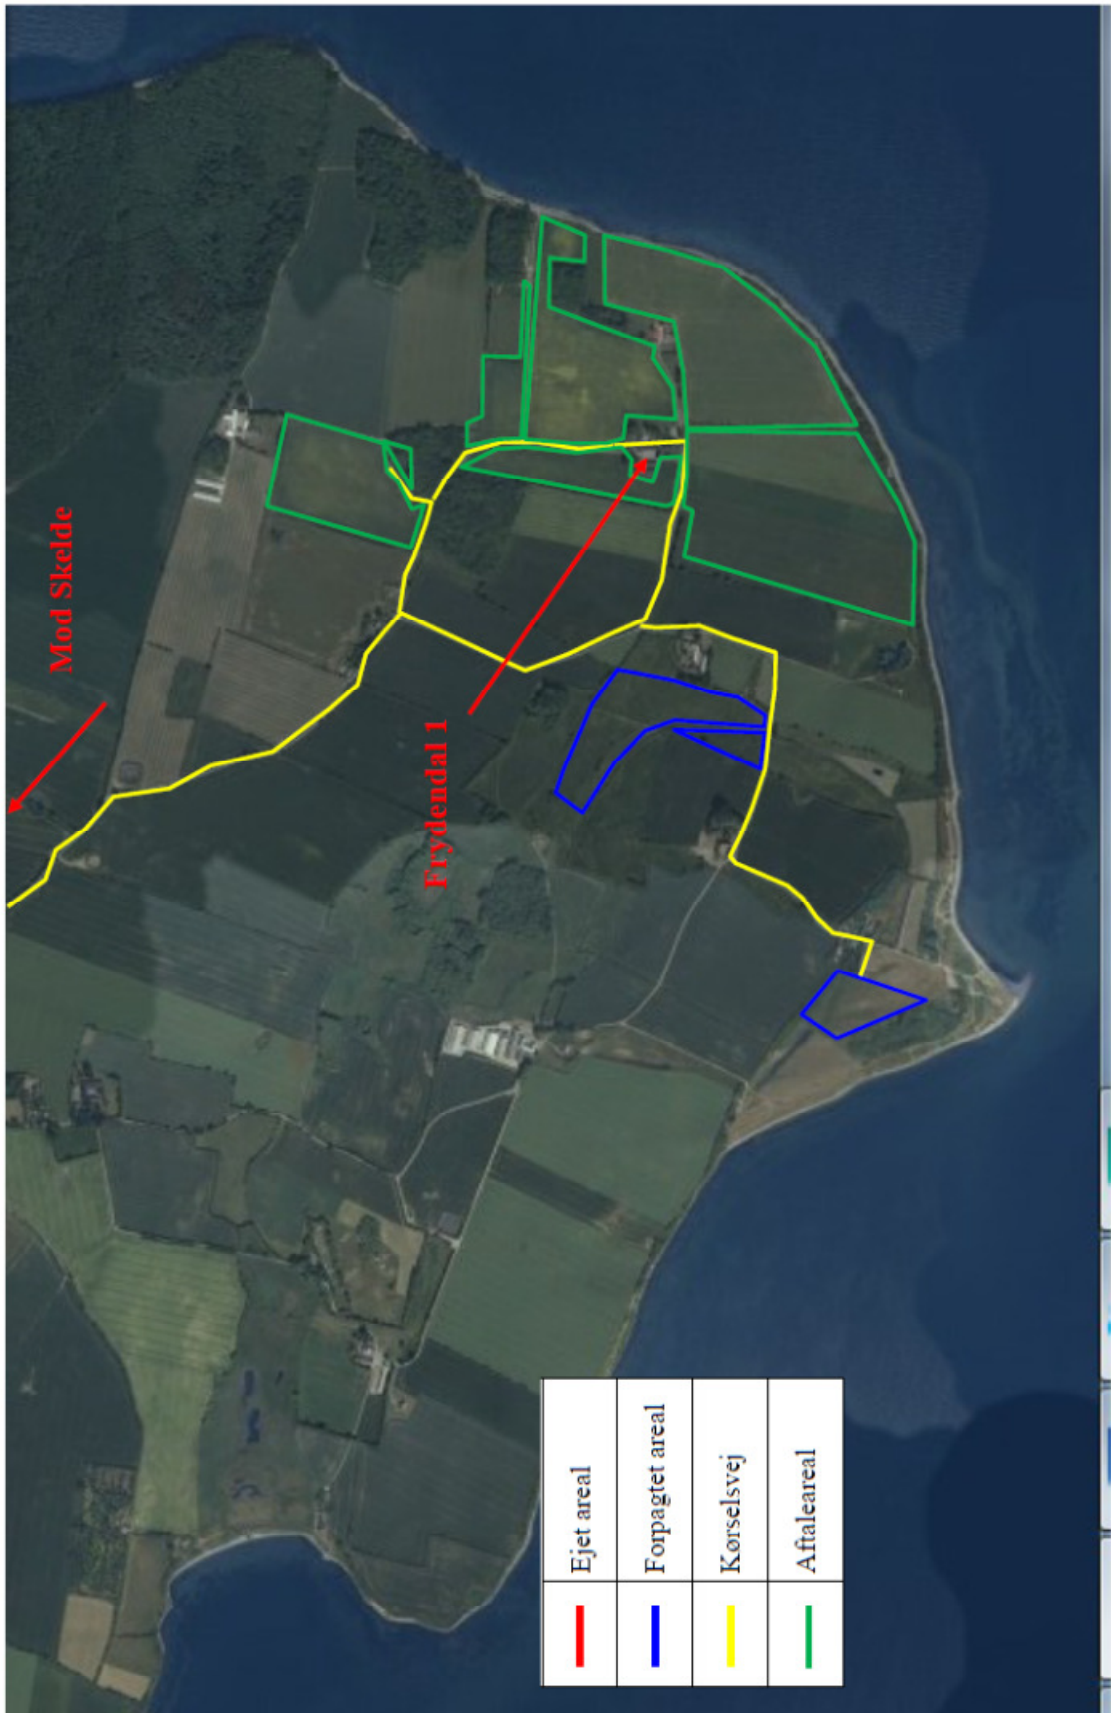 Mod Skelde
Frydendal 1
Ejet areal
Forpagtet areal
Kørselsvej
Aftaleareal